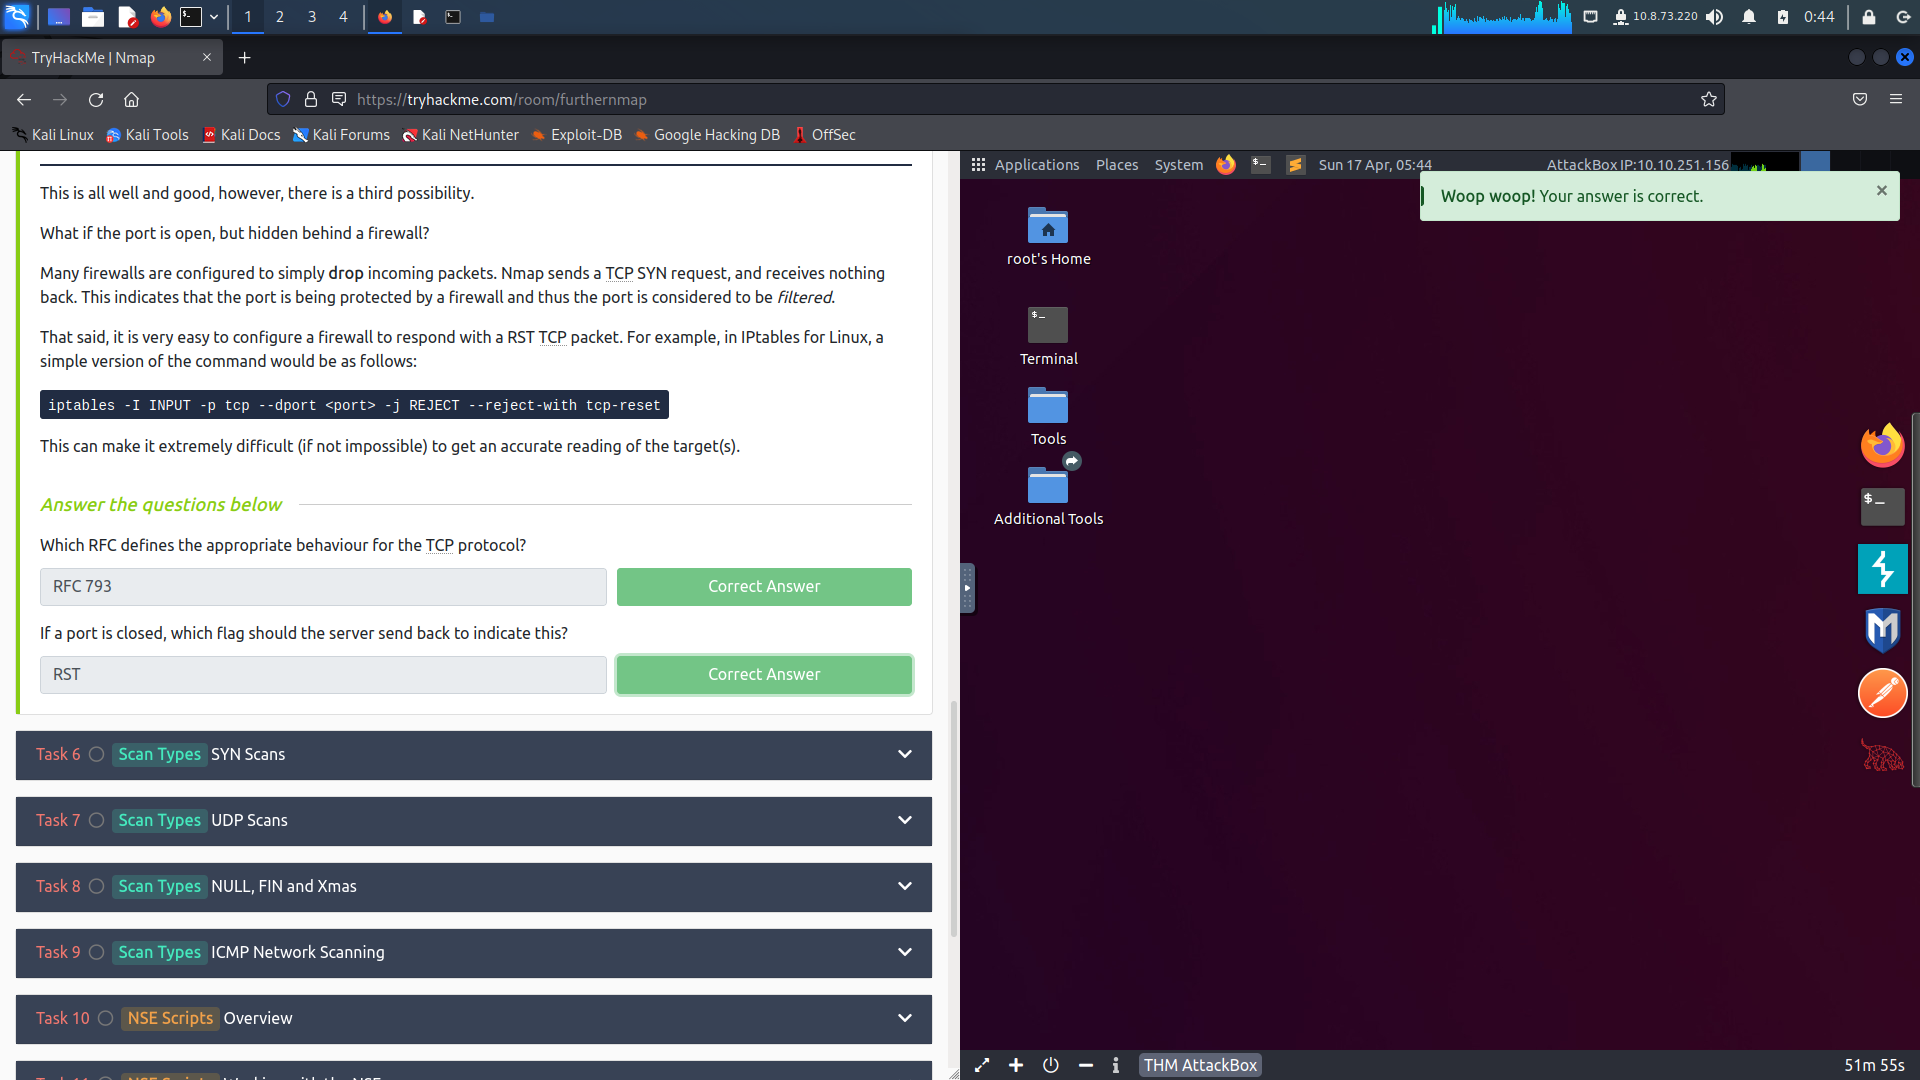 1
2
3
4
10.8.73.220
0:44
TryHackMe | Nmap
https://tryhackme.com/room/furthernmap
Kali Linux
Kali Tools
Kali Docs
Kali Forums
Kali NetHunter
Exploit-DB
Google Hacking DB
OffSec
This is all well and good, however, there is a third possibility.
What if the port is open, but hidden behind a firewall?
Many firewalls are configured to simply drop incoming packets. Nmap sends a TCP SYN request, and receives nothing
back. This indicates that the port is being protected by a firewall and thus the port is considered to be filtered.
That said, it is very easy to configure a firewall to respond with a RST TCP packet. For example, in IPtables for Linux, a
simple version of the command would be as follows:
iptables -I INPUT -p tcp --dport <port> -j REJECT --reject-with tcp-reset
This can make it extremely difficult (if not impossible) to get an accurate reading of the target(s).
Answer the questions below
Which RFC defines the appropriate behaviour for the TCP protocol?
RFC 793
Correct Answer
If a port is closed, which flag should the server send back to indicate this?
RST
Correct Answer
Task 6 Scan Types SYN Scans
Task 7 Scan Types UDP Scans
Task 8 Scan Types NULL, FIN and Xmas
Task 9 Scan Types ICMP Network Scanning
Task 10 NSE Scripts Overview
Applications
Places
System
Sun 17 Apr, 05:44
AttackBox IP:10.10.251.156
Woop woop! Your answer is correct.
root's Home
Terminal
Tools
Additional Tools
THM AttackBox
51m 55s